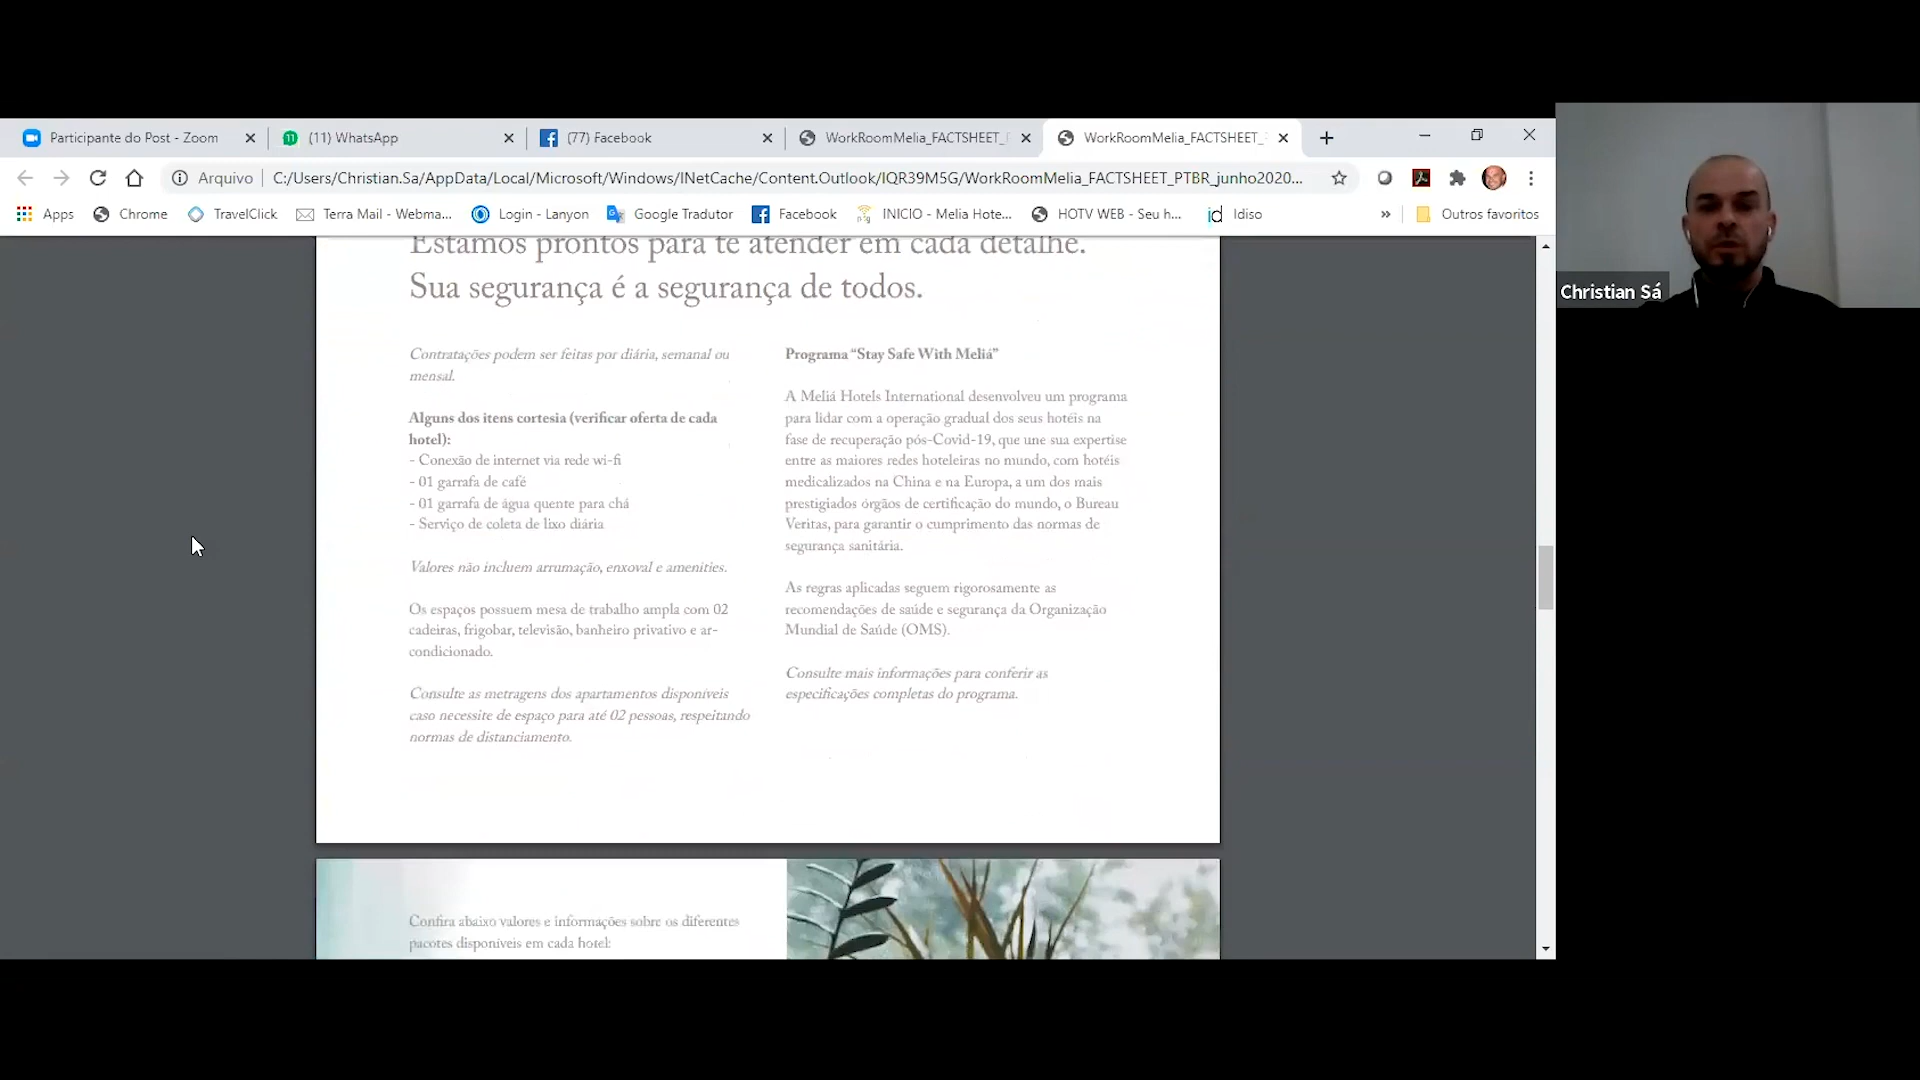 Participante do Post - Zoom
(11) WhatsApp
(77) Facebook
WorkRoomMelia_FACTSHEET_
WorkRoomMelia_FACTSHEET_
Arquivo
C:/Users/Christian.Sa/AppData/Local/Microsoft/Windows/INetCache/Content.Outlook/IQR39M5G/WorkRoomMelia_FACTSHEET_PTBR_junho2020...
Apps
Chrome
TravelClick
Terra Mail - Webma...
Login - Lanyon
Google Tradutor
Facebook
INICIO - Melia Hote...
HOTV WEB - Seu h...
Idiso
»
Outros favoritos
Estamos prontos para te atender em cada detalhe.
Sua segurança é a segurança de todos.
Contratações podem ser feitas por diária, semanal ou
mensal.
Alguns dos itens cortesia (verificar oferta de cada
hotel):
- Conexão de internet via rede wi-fi
- 01 garrafa de café
- 01 garrafa de água quente para chá
- Serviço de coleta de lixo diária
Valores não incluem arrumação, enxoval e amenities.
Os espaços possuem mesa de trabalho ampla com 02
cadeiras, frigobar, televisão, banheiro privativo e ar-
condicionado.
Consulte as metragens dos apartamentos disponíveis
caso necessite de espaço para até 02 pessoas, respeitando
normas de distanciamento.
Programa “Stay Safe With Meliá”
A Meliá Hotels International desenvolveu um programa
para lidar com a operação gradual dos seus hotéis na
fase de recuperação pós-Covid-19, que une sua expertise
entre as maiores redes hoteleiras no mundo, com hotéis
medicalizados na China e na Europa, a um dos mais
prestigiados órgãos de certificação do mundo, o Bureau
Veritas, para garantir o cumprimento das normas de
segurança sanitária.
As regras aplicadas seguem rigorosamente as
recomendações de saúde e segurança da Organização
Mundial de Saúde (OMS).
Consulte mais informações para conferir as
especificações completas do programa.
Confira abaixo valores e informações sobre os diferentes
pacotes disponíveis em cada hotel:
Christian Sá